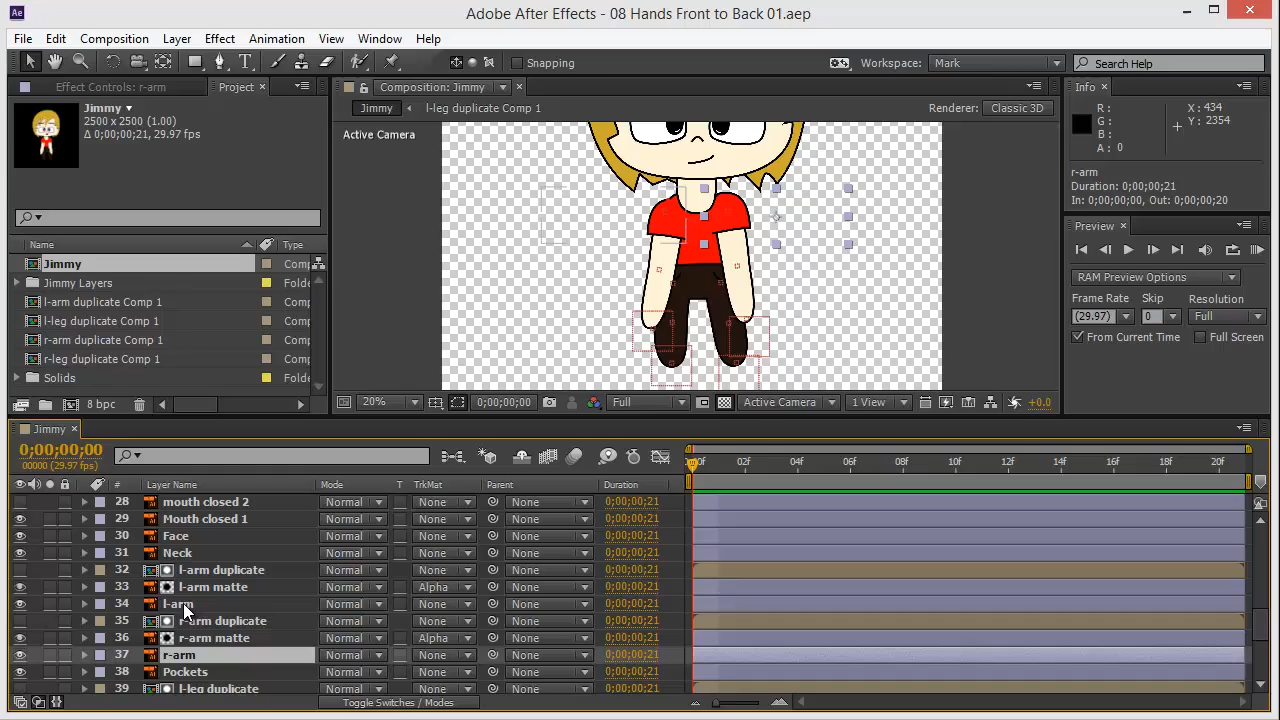 Ae Adobe After Effects - 08 Hands Front to Back 01.aep
File Edit Composition Layer Effect Animation View Window Help
Snapping Workspace: Mark Search Help
Effect Controls: r-arm Project
Composition: Jimmy
Info
Jimmy
2500 x 2500 (1.00)
Δ 0;00;00;21, 29.97 fps
Jimmy l-leg duplicate Comp 1 Renderer: Classic 3D
Active Camera
R:
G:
B:
A: 0
X: 434
Y: 2354
r-arm
Duration: 0;00;00;21
In: 0;00;00;00, Out: 0;00;00;20
Preview
RAM Preview Options
Frame Rate Skip Resolution
(29.97) 0 Full
From Current Time Full Screen
Name Type
Jimmy Comp
Jimmy Layers Folde
l-arm duplicate Comp 1 Comp
l-leg duplicate Comp 1 Comp
r-arm duplicate Comp 1 Comp
r-leg duplicate Comp 1 Comp
Solids Folde
8 bpc
20% 0;00;00;00 Full Active Camera 1 View +0.0
Jimmy
0;00;00;00
00000 (29.97 fps)
:00f 02f 04f 06f 08f 10f 12f 14f 16f 18f 20f
# Layer Name Mode T TrkMat Parent Duration
28 mouth closed 2 Normal None None 0;00;00;21
29 Mouth closed 1 Normal None None 0;00;00;21
30 Face Normal None None 0;00;00;21
31 Neck Normal None None 0;00;00;21
32 l-arm duplicate Normal None None 0;00;00;21
33 l-arm matte Normal Alpha None 0;00;00;21
34 l-arm Normal None None 0;00;00;21
35 r-arm duplicate Normal None None 0;00;00;21
36 r-arm matte Normal Alpha None 0;00;00;21
37 r-arm Normal None None 0;00;00;21
38 Pockets Normal None None 0;00;00;21
39 l-leg duplicate Normal None None 0;00;00;21
Toggle Switches / Modes